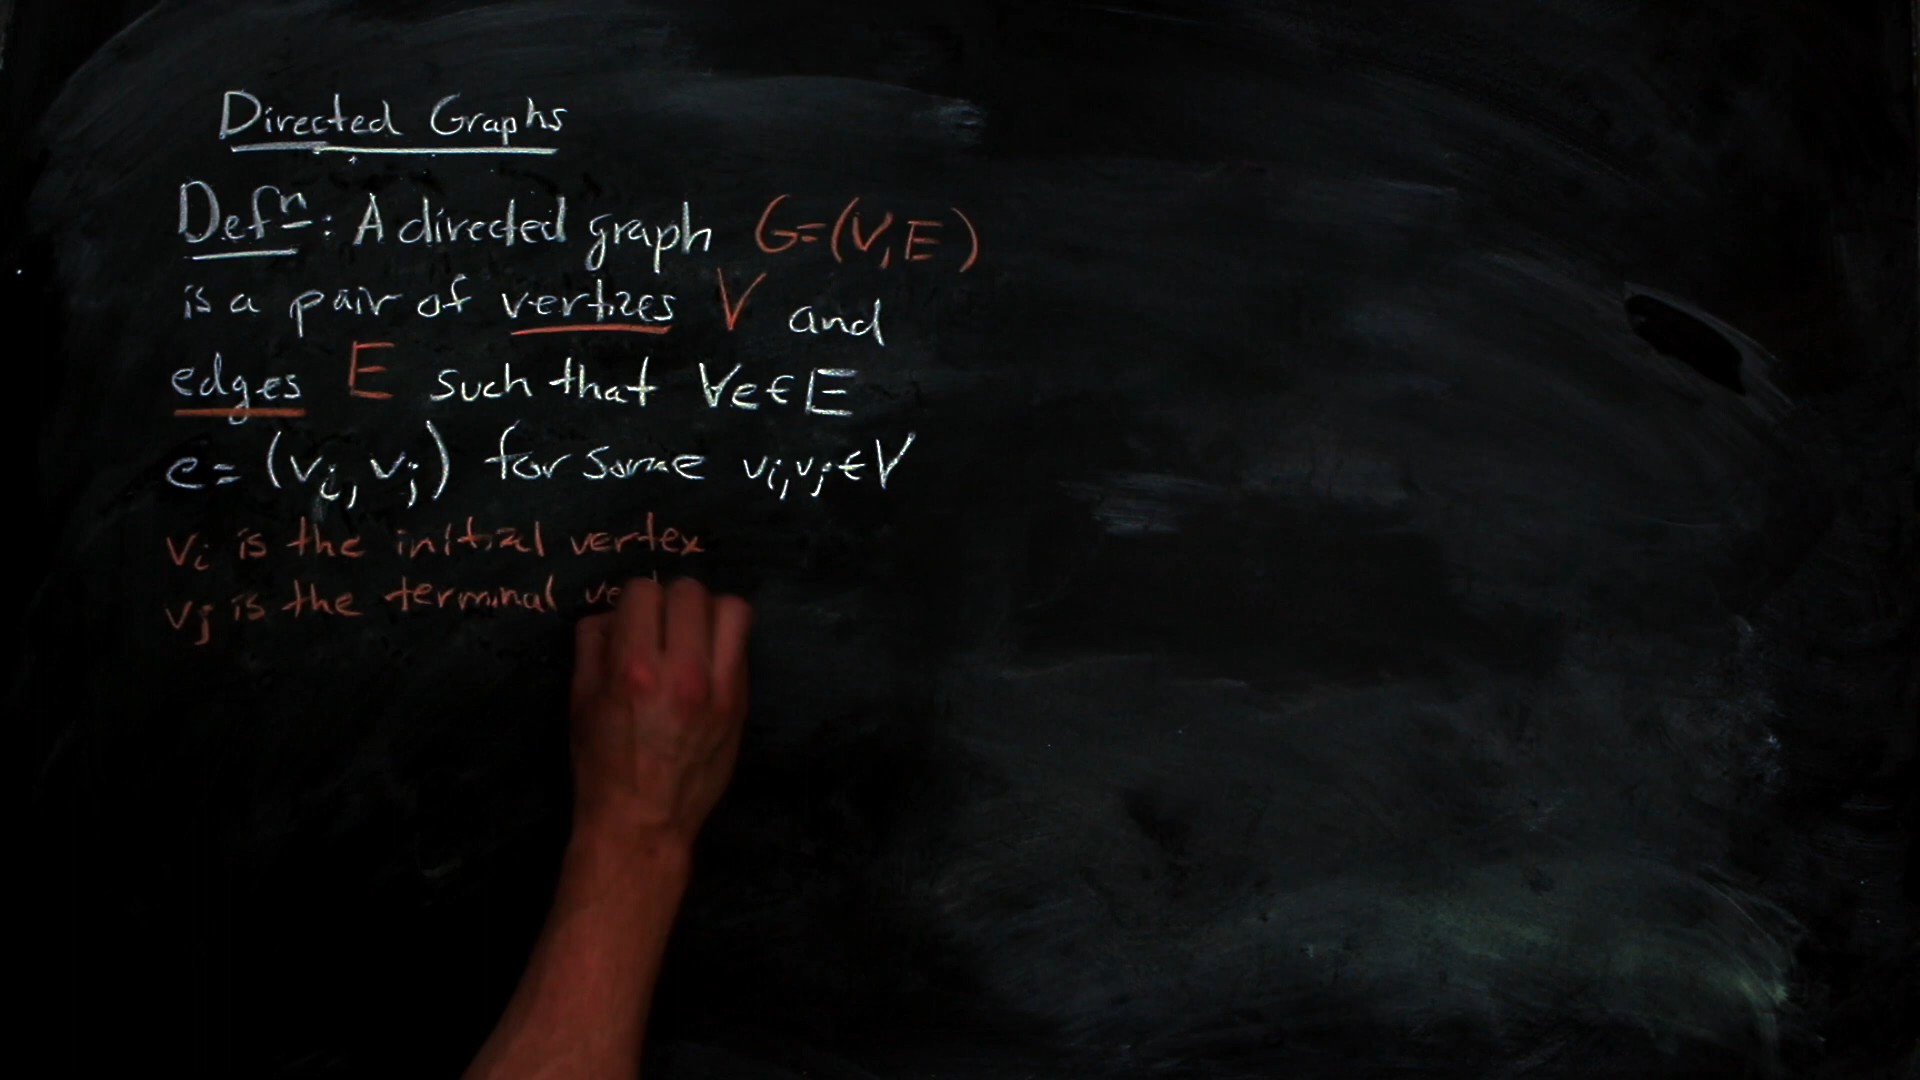 Directed Graphs
Defn: A directed graph G=(V,E)
is a pair of vertices V and
edges E such that ∀e∈E
e=(vi,vj) for some vi,vj∈V
vi is the initial vertex
vj is the terminal